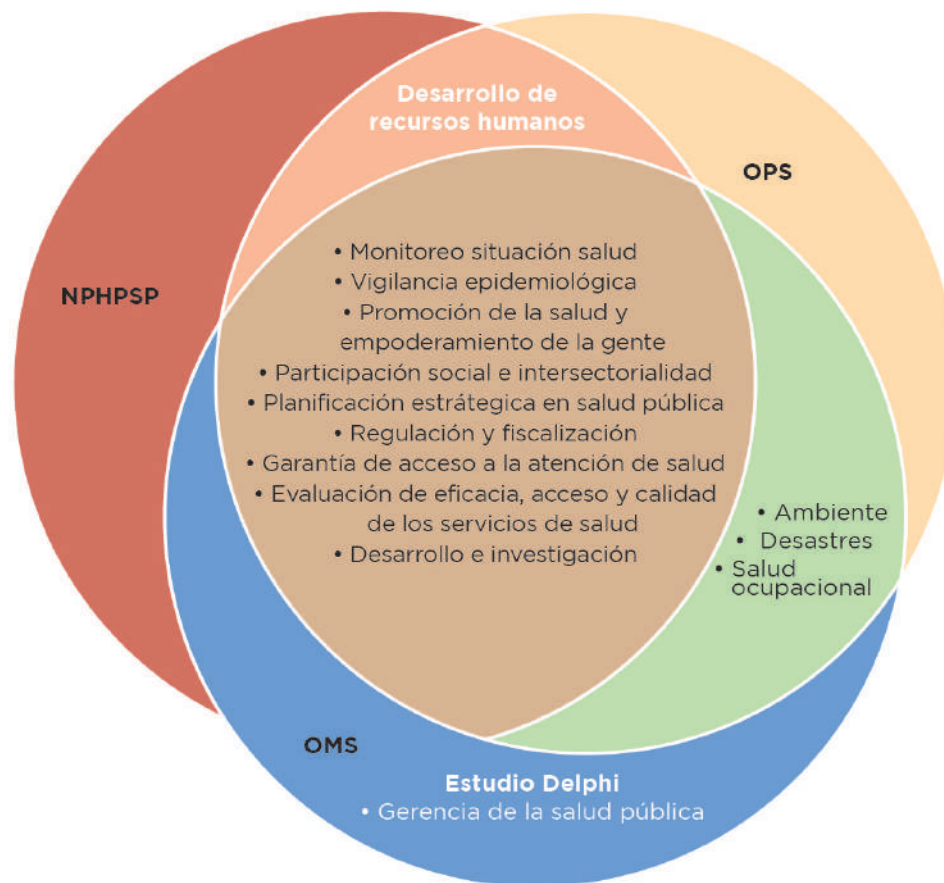 Desarrollo de
recursos humanos
OPS
NPHPSP
• Monitoreo situación salud
• Vigilancia epidemiológica
• Promoción de la salud y
empoderamiento de la gente
• Participación social e intersectorialidad
• Planificación estrátegica en salud pública
• Regulación y fiscalización
• Garantía de acceso a la atención de salud
• Evaluación de eficacia, acceso y calidad
de los servicios de salud
• Desarrollo e investigación
• Ambiente
• Desastres
• Salud
ocupacional
OMS
Estudio Delphi
• Gerencia de la salud pública